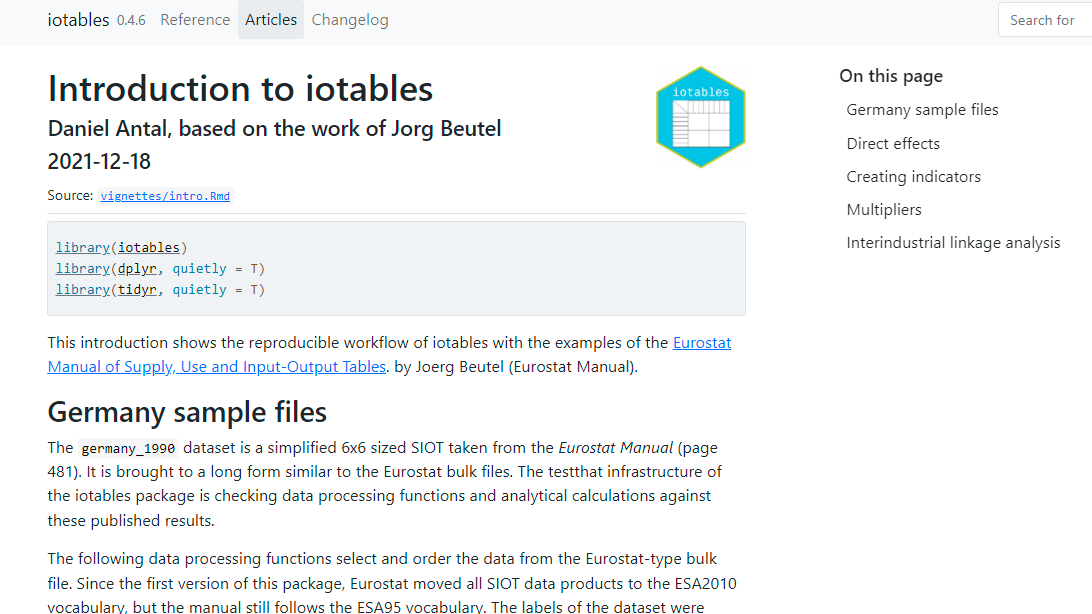 iotables 0.4.6 Reference Articles Changelog Search for
Introduction to iotables
Daniel Antal, based on the work of Jorg Beutel
2021-12-18
Source: vignettes/intro.Rmd
iotables
On this page
Germany sample files
Direct effects
Creating indicators
Multipliers
Interindustrial linkage analysis
library(iotables)
library(dplyr, quietly = T)
library(tidyr, quietly = T)
This introduction shows the reproducible workflow of iotables with the examples of the Eurostat
Manual of Supply, Use and Input-Output Tables. by Joerg Beutel (Eurostat Manual).
Germany sample files
The germany_1990 dataset is a simplified 6x6 sized SIOT taken from the Eurostat Manual (page
481). It is brought to a long form similar to the Eurostat bulk files. The testthat infrastructure of
the iotables package is checking data processing functions and analytical calculations against
these published results.
The following data processing functions select and order the data from the Eurostat-type bulk
file. Since the first version of this package, Eurostat moved all SIOT data products to the ESA2010
vocabulary, but the manual still follows the ESA95 vocabulary. The labels of the dataset were